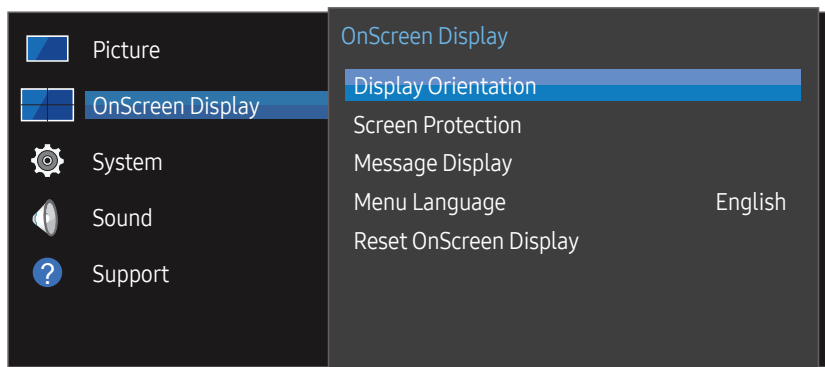 Picture
OnScreen Display
System
Sound
?
Support
OnScreen Display
Display Orientation
Screen Protection
Message Display
Menu Language English
Reset OnScreen Display